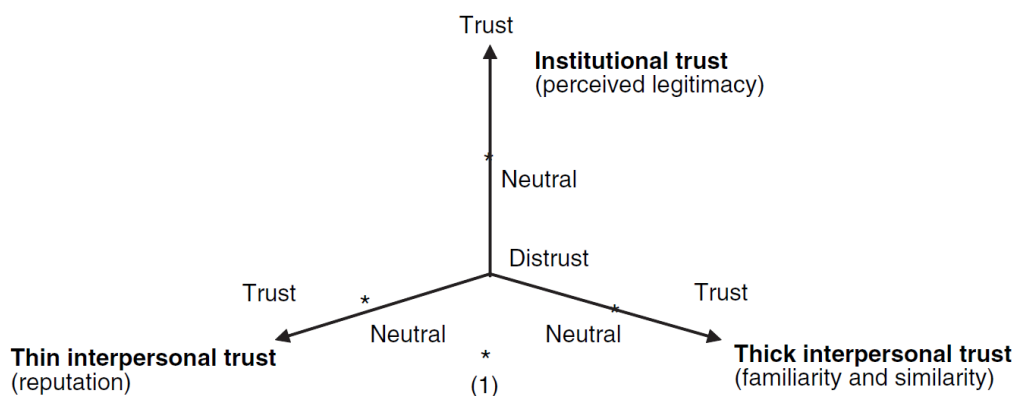 Trust
Institutional trust
(perceived legitimacy)
*
Neutral
Distrust
Trust
*
Neutral
Neutral
*
Trust
Thin interpersonal trust
(reputation)
*
(1)
Thick interpersonal trust
(familiarity and similarity)